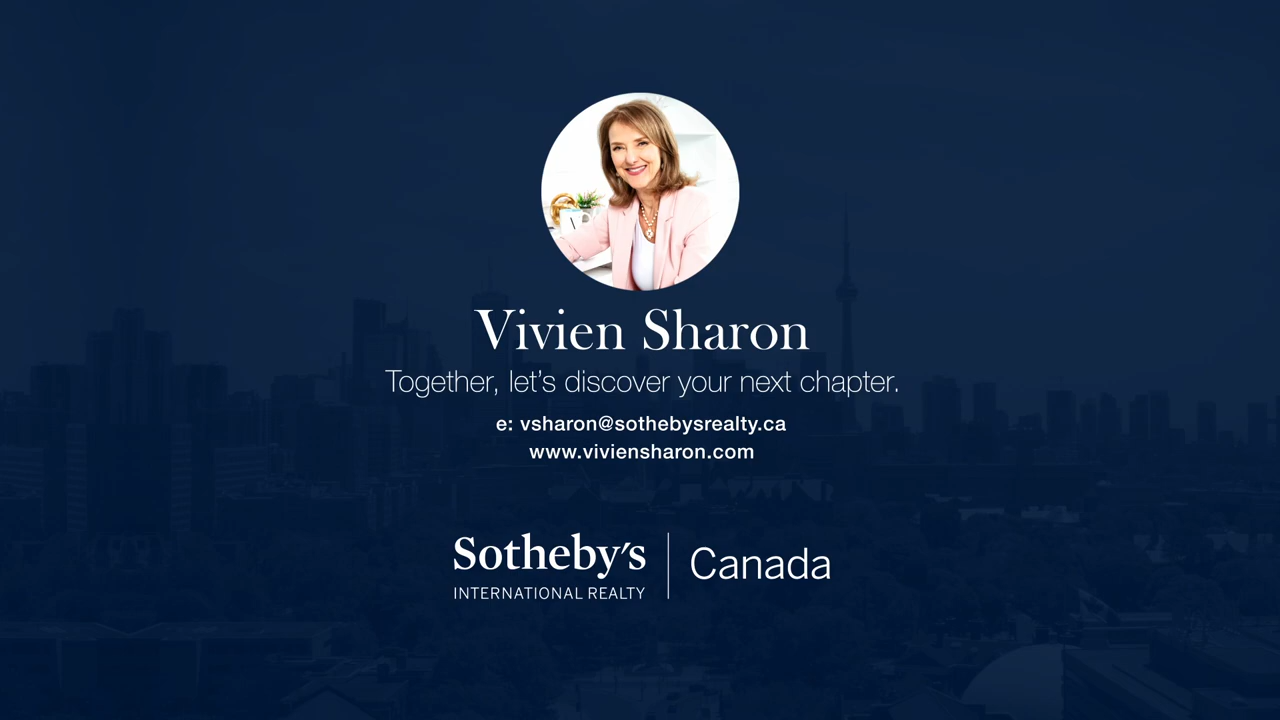 Vivien Sharon
Together, let's discover your next chapter.
e: vsharon@sothebysrealty.ca
www.viviensharon.com
Sotheby's | Canada
INTERNATIONAL REALTY